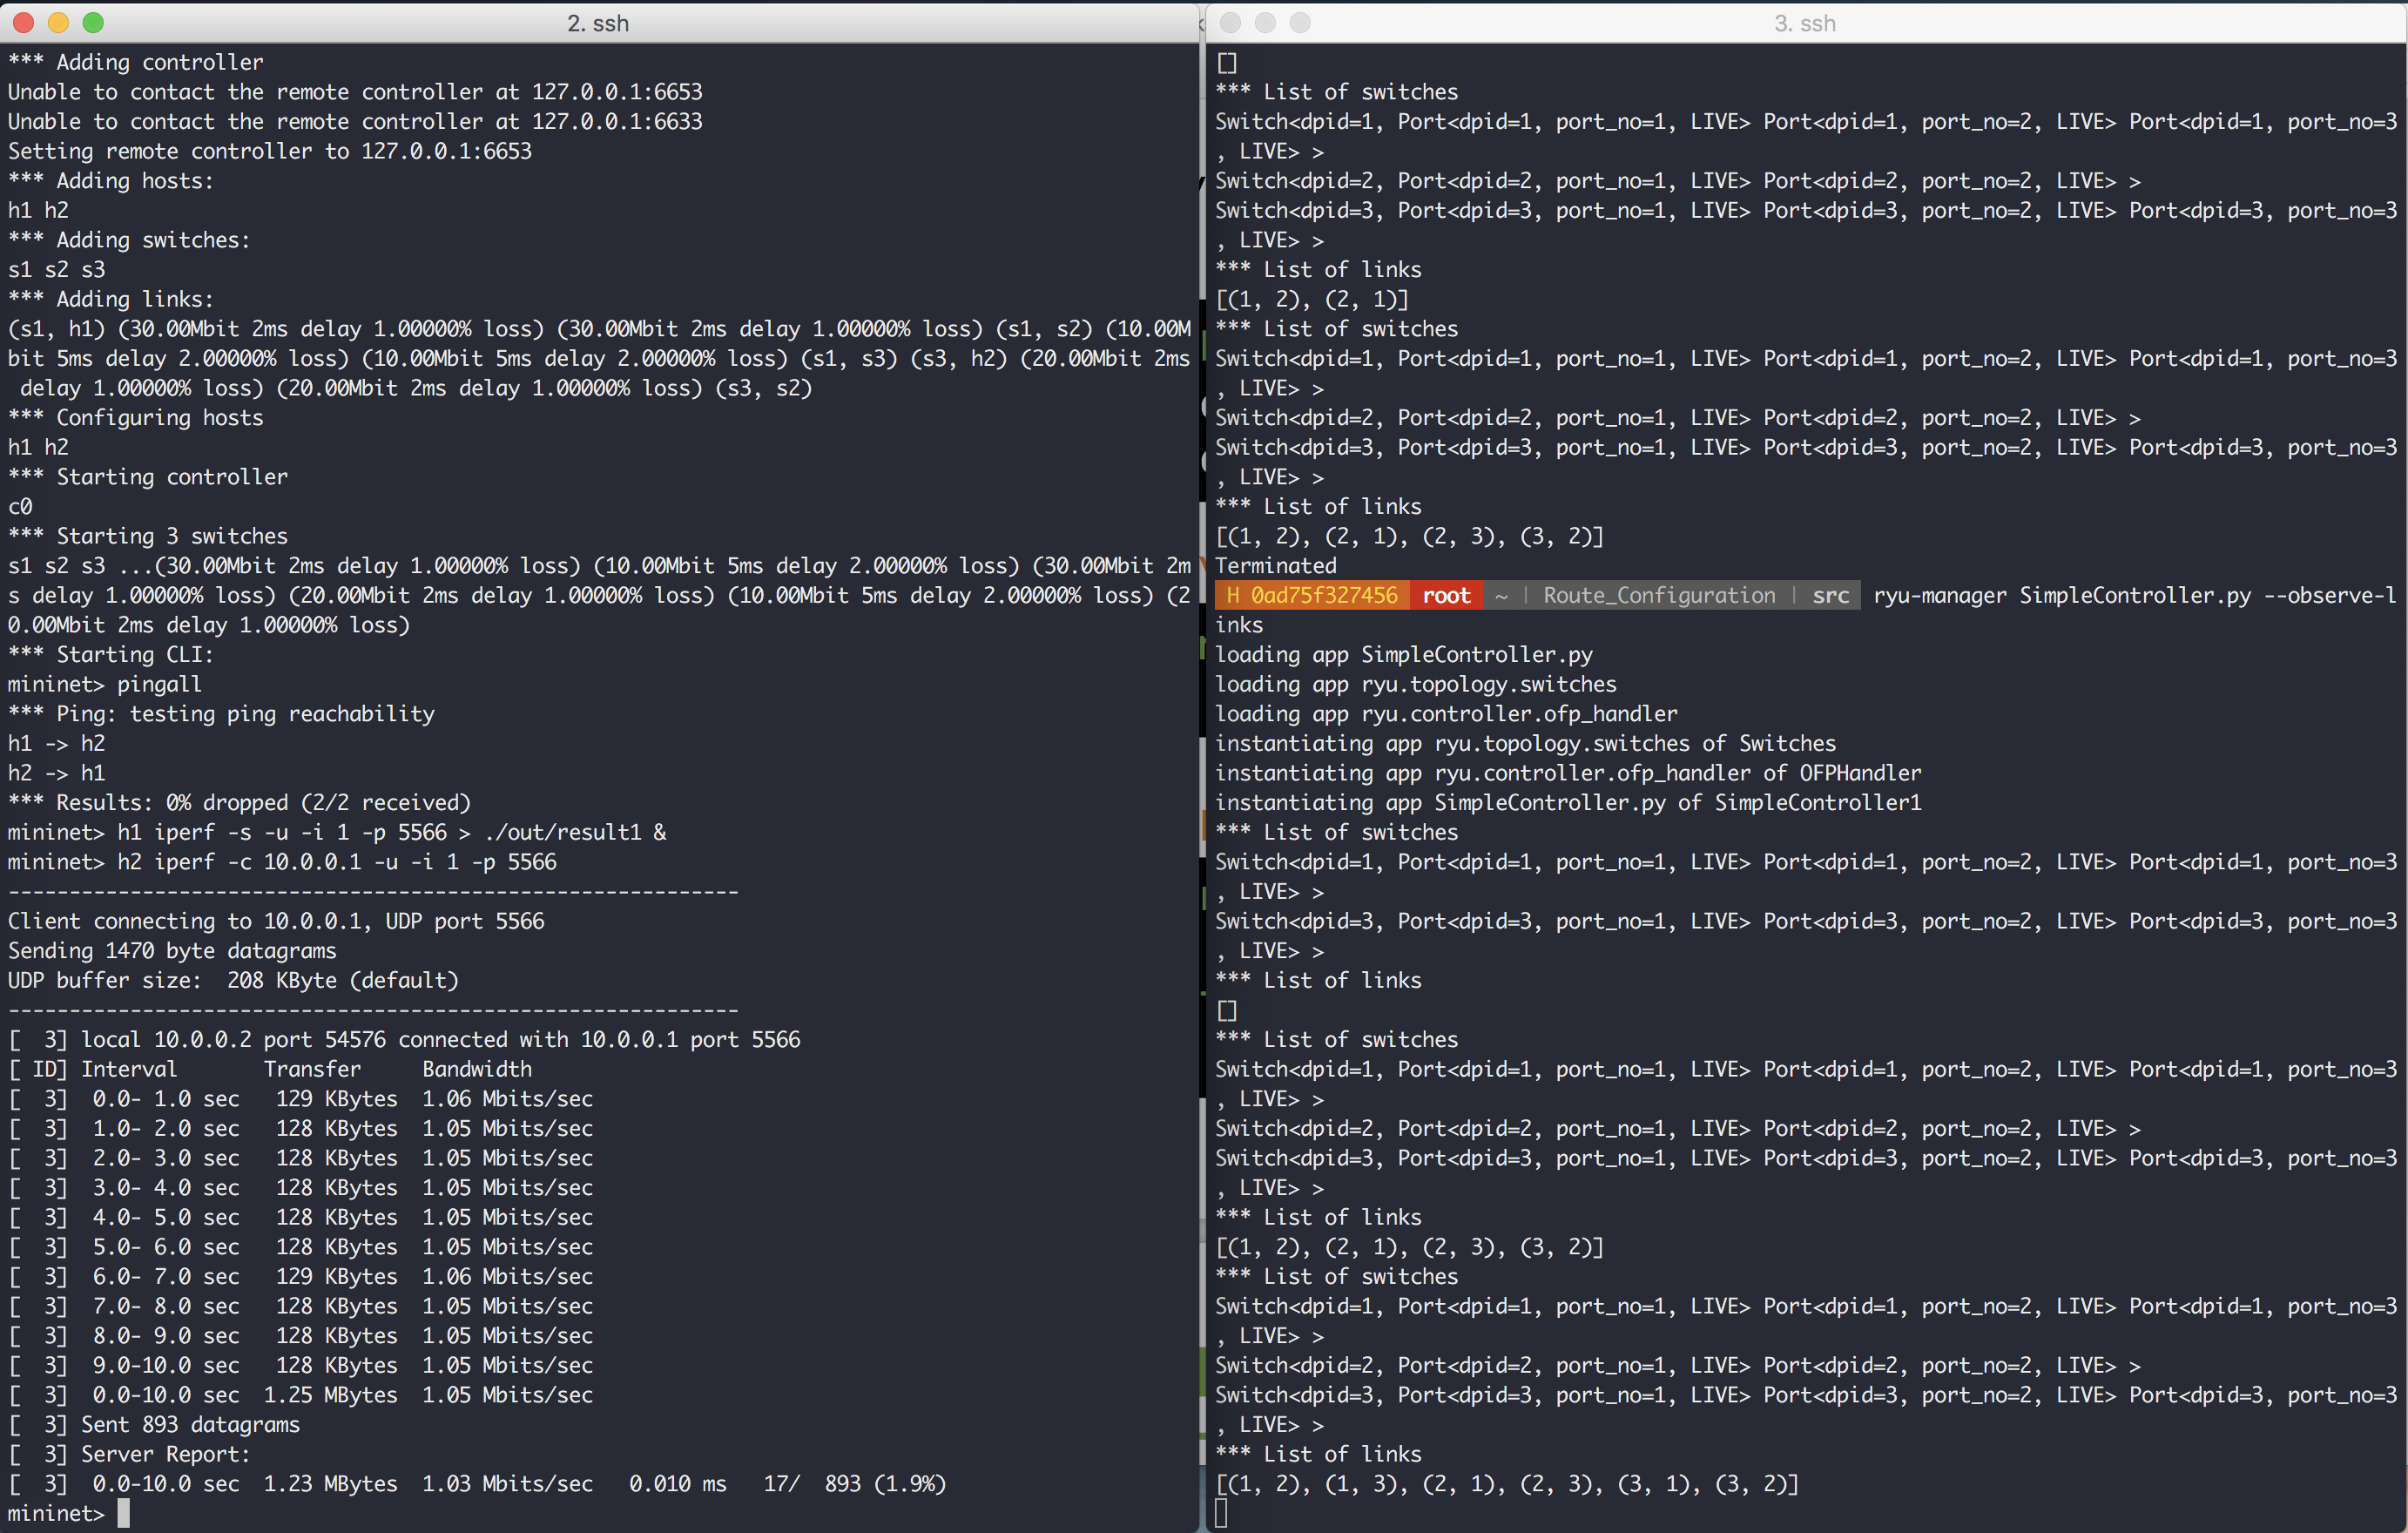 2. ssh
*** Adding controller
Unable to contact the remote controller at 127.0.0.1:6653
Unable to contact the remote controller at 127.0.0.1:6633
Setting remote controller to 127.0.0.1:6653
*** Adding hosts:
h1 h2
*** Adding switches:
s1 s2 s3
*** Adding links:
(s1, h1) (30.00Mbit 2ms delay 1.00000% loss) (30.00Mbit 2ms delay 1.00000% loss) (s1, s2) (10.00M
bit 5ms delay 2.00000% loss) (10.00Mbit 5ms delay 2.00000% loss) (s1, s3) (s3, h2) (20.00Mbit 2ms
 delay 1.00000% loss) (20.00Mbit 2ms delay 1.00000% loss) (s3, s2)
*** Configuring hosts
h1 h2
*** Starting controller
c0
*** Starting 3 switches
s1 s2 s3 ...(30.00Mbit 2ms delay 1.00000% loss) (10.00Mbit 5ms delay 2.00000% loss) (30.00Mbit 2m
s delay 1.00000% loss) (20.00Mbit 2ms delay 1.00000% loss) (10.00Mbit 5ms delay 2.00000% loss) (2
0.00Mbit 2ms delay 1.00000% loss)
*** Starting CLI:
mininet> pingall
*** Ping: testing ping reachability
h1 -> h2
h2 -> h1
*** Results: 0% dropped (2/2 received)
mininet> h1 iperf -s -u -i 1 -p 5566 > ./out/result1 &
mininet> h2 iperf -c 10.0.0.1 -u -i 1 -p 5566
------------------------------------------------------------
Client connecting to 10.0.0.1, UDP port 5566
Sending 1470 byte datagrams
UDP buffer size:  208 KByte (default)
------------------------------------------------------------
[  3] local 10.0.0.2 port 54576 connected with 10.0.0.1 port 5566
[ ID] Interval       Transfer     Bandwidth
[  3]  0.0- 1.0 sec   129 KBytes  1.06 Mbits/sec
[  3]  1.0- 2.0 sec   128 KBytes  1.05 Mbits/sec
[  3]  2.0- 3.0 sec   128 KBytes  1.05 Mbits/sec
[  3]  3.0- 4.0 sec   128 KBytes  1.05 Mbits/sec
[  3]  4.0- 5.0 sec   128 KBytes  1.05 Mbits/sec
[  3]  5.0- 6.0 sec   128 KBytes  1.05 Mbits/sec
[  3]  6.0- 7.0 sec   129 KBytes  1.06 Mbits/sec
[  3]  7.0- 8.0 sec   128 KBytes  1.05 Mbits/sec
[  3]  8.0- 9.0 sec   128 KBytes  1.05 Mbits/sec
[  3]  9.0-10.0 sec   128 KBytes  1.05 Mbits/sec
[  3]  0.0-10.0 sec  1.25 MBytes  1.05 Mbits/sec
[  3] Sent 893 datagrams
[  3] Server Report:
[  3]  0.0-10.0 sec  1.23 MBytes  1.03 Mbits/sec   0.010 ms   17/  893 (1.9%)
mininet>
3. ssh
[]
*** List of switches
Switch<dpid=1, Port<dpid=1, port_no=1, LIVE> Port<dpid=1, port_no=2, LIVE> Port<dpid=1, port_no=3
, LIVE> >
Switch<dpid=2, Port<dpid=2, port_no=1, LIVE> Port<dpid=2, port_no=2, LIVE> >
Switch<dpid=3, Port<dpid=3, port_no=1, LIVE> Port<dpid=3, port_no=2, LIVE> Port<dpid=3, port_no=3
, LIVE> >
*** List of links
[(1, 2), (2, 1)]
*** List of switches
Switch<dpid=1, Port<dpid=1, port_no=1, LIVE> Port<dpid=1, port_no=2, LIVE> Port<dpid=1, port_no=3
, LIVE> >
Switch<dpid=2, Port<dpid=2, port_no=1, LIVE> Port<dpid=2, port_no=2, LIVE> >
Switch<dpid=3, Port<dpid=3, port_no=1, LIVE> Port<dpid=3, port_no=2, LIVE> Port<dpid=3, port_no=3
, LIVE> >
*** List of links
[(1, 2), (2, 1), (2, 3), (3, 2)]
Terminated
H 0ad75f327456 root ~ | Route_Configuration | src ryu-manager SimpleController.py --observe-l
inks
loading app SimpleController.py
loading app ryu.topology.switches
loading app ryu.controller.ofp_handler
instantiating app ryu.topology.switches of Switches
instantiating app ryu.controller.ofp_handler of OFPHandler
instantiating app SimpleController.py of SimpleController1
*** List of switches
Switch<dpid=1, Port<dpid=1, port_no=1, LIVE> Port<dpid=1, port_no=2, LIVE> Port<dpid=1, port_no=3
, LIVE> >
Switch<dpid=3, Port<dpid=3, port_no=1, LIVE> Port<dpid=3, port_no=2, LIVE> Port<dpid=3, port_no=3
, LIVE> >
*** List of links
[]
*** List of switches
Switch<dpid=1, Port<dpid=1, port_no=1, LIVE> Port<dpid=1, port_no=2, LIVE> Port<dpid=1, port_no=3
, LIVE> >
Switch<dpid=2, Port<dpid=2, port_no=1, LIVE> Port<dpid=2, port_no=2, LIVE> >
Switch<dpid=3, Port<dpid=3, port_no=1, LIVE> Port<dpid=3, port_no=2, LIVE> Port<dpid=3, port_no=3
, LIVE> >
*** List of links
[(1, 2), (2, 1), (2, 3), (3, 2)]
*** List of switches
Switch<dpid=1, Port<dpid=1, port_no=1, LIVE> Port<dpid=1, port_no=2, LIVE> Port<dpid=1, port_no=3
, LIVE> >
Switch<dpid=2, Port<dpid=2, port_no=1, LIVE> Port<dpid=2, port_no=2, LIVE> >
Switch<dpid=3, Port<dpid=3, port_no=1, LIVE> Port<dpid=3, port_no=2, LIVE> Port<dpid=3, port_no=3
, LIVE> >
*** List of links
[(1, 2), (1, 3), (2, 1), (2, 3), (3, 1), (3, 2)]